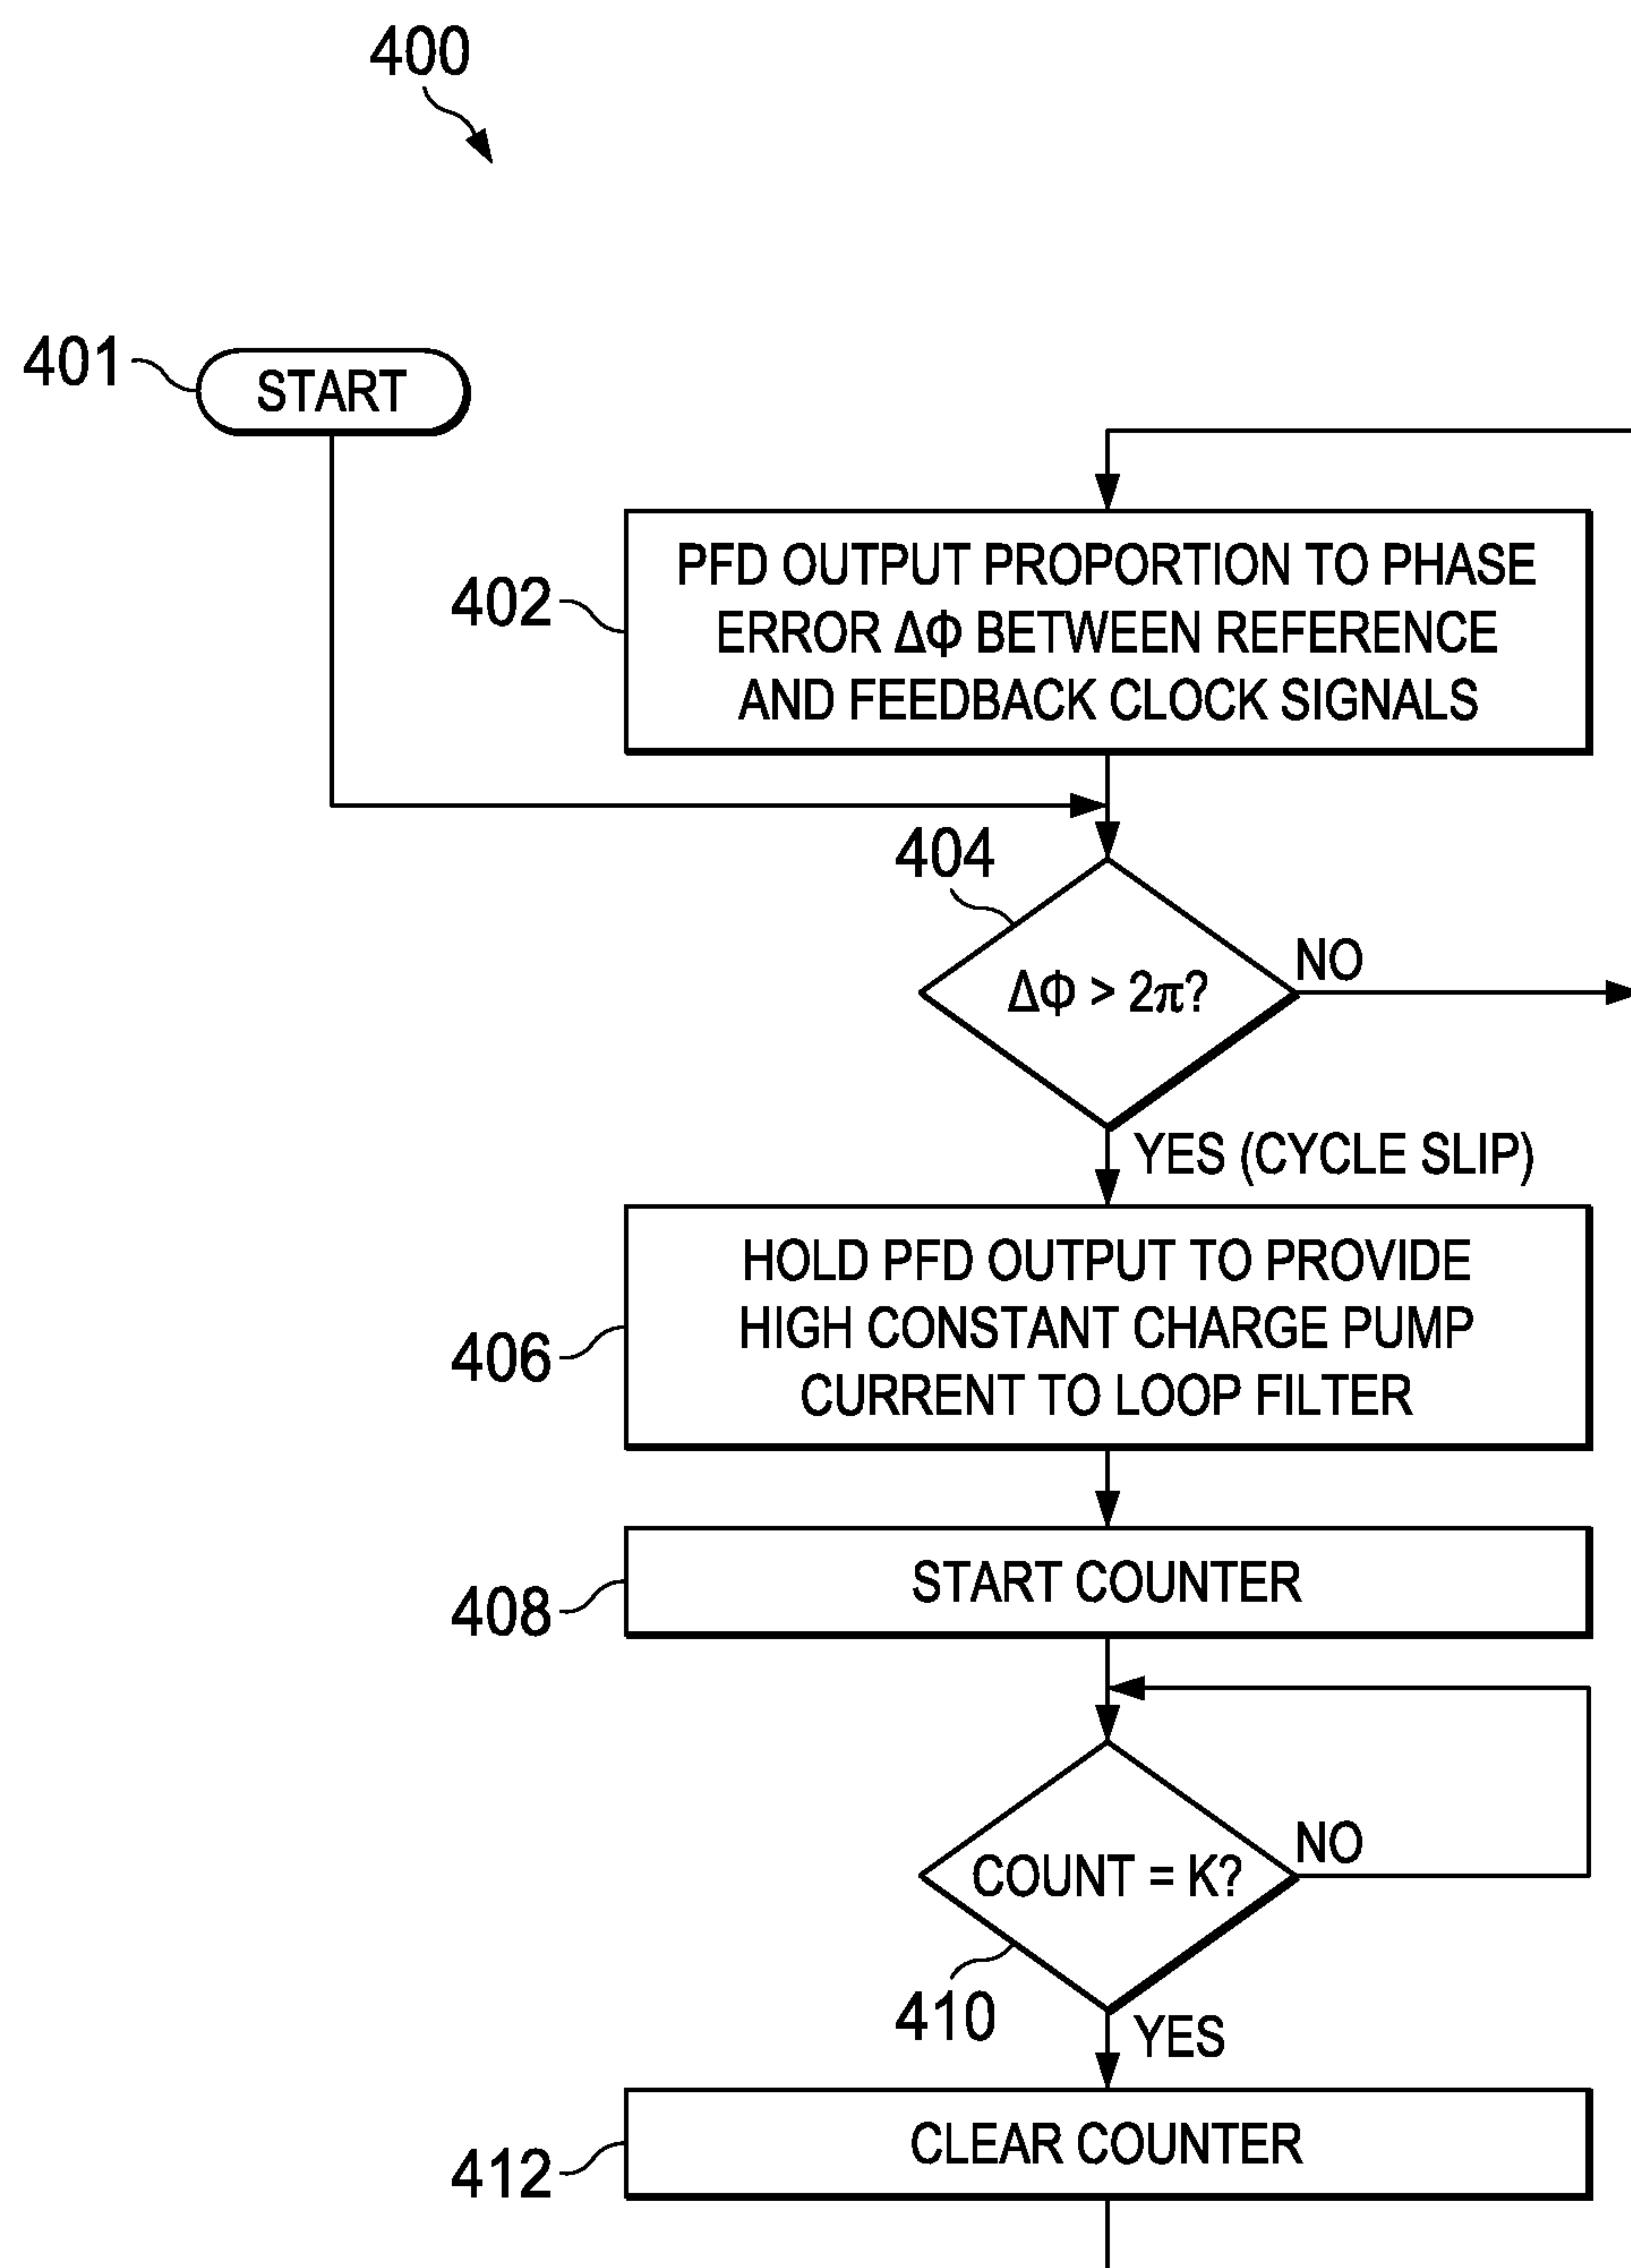 400
401
START
402
PFD OUTPUT PROPORTION TO PHASE
ERROR ΔΦ BETWEEN REFERENCE
AND FEEDBACK CLOCK SIGNALS
404
ΔΦ > 2π?
NO
YES (CYCLE SLIP)
406
HOLD PFD OUTPUT TO PROVIDE
HIGH CONSTANT CHARGE PUMP
CURRENT TO LOOP FILTER
408
START COUNTER
COUNT = K?
NO
410
YES
412
CLEAR COUNTER